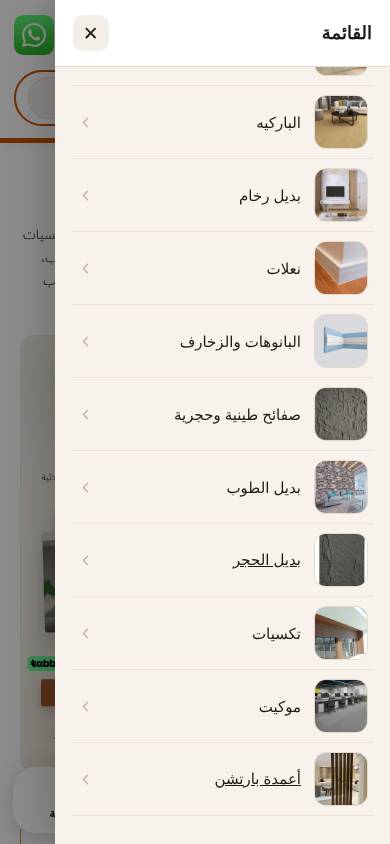 القائمة
الباركيه
بديل رخام
نعلات
البانوهات والزخارف
صفائح طينية وحجرية
بديل الطوب
بديل الحجر
تكسيات
موكيت
أعمدة بارتشن